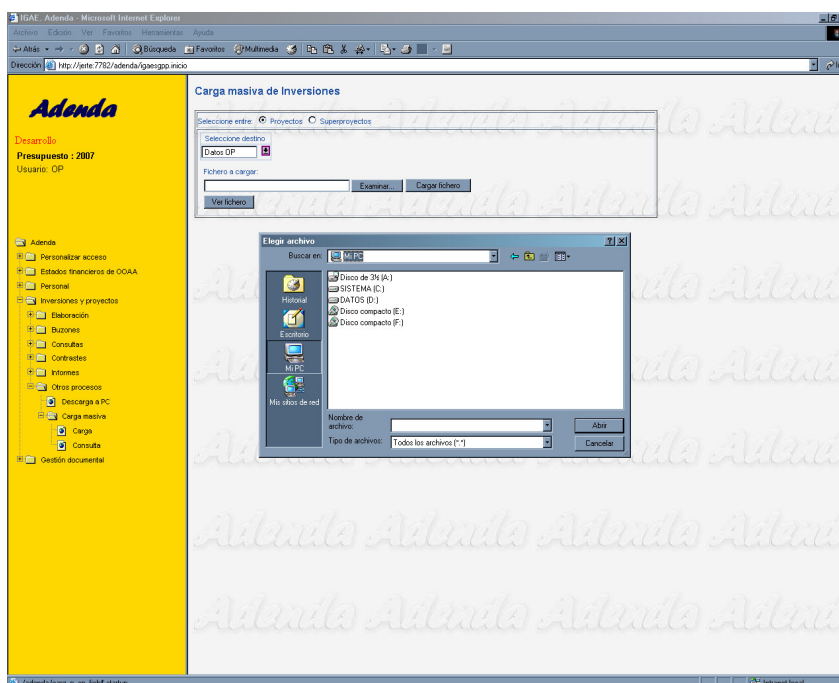 IGAE. Adenda - Microsoft Internet Explorer
Archivo Edición Ver Favoritos Herramientas Ayuda
Atrás Búsqueda Favoritos Multimedia
Dirección http://jerte:7782/adenda/igaesgpp.inicio
Adenda
Desarrollo
Presupuesto : 2007
Usuario: OP
Adenda
Personalizar acceso
Estados financieros de OOAA
Personal
Inversiones y proyectos
Elaboración
Buzones
Consultas
Contrastes
Informes
Otros procesos
Descarga a PC
Carga masiva
Carga
Consulta
Gestión documental
Carga masiva de Inversiones
Seleccione entre: Proyectos Superproyectos
Seleccione destino
Datos OP
Fichero a cargar:
Examinar... Cargar fichero
Ver fichero
Elegir archivo
Buscar en: Mi PC
Historial
Escritorio
Mi PC
Mis sitios de red
Disco de 3½ (A:)
SISTEMA (C:)
DATOS (D:)
Disco compacto (E:)
Disco compacto (F:)
Nombre de
archivo:
Abrir
Tipo de archivos: Todos los archivos (*.*)
Cancelar